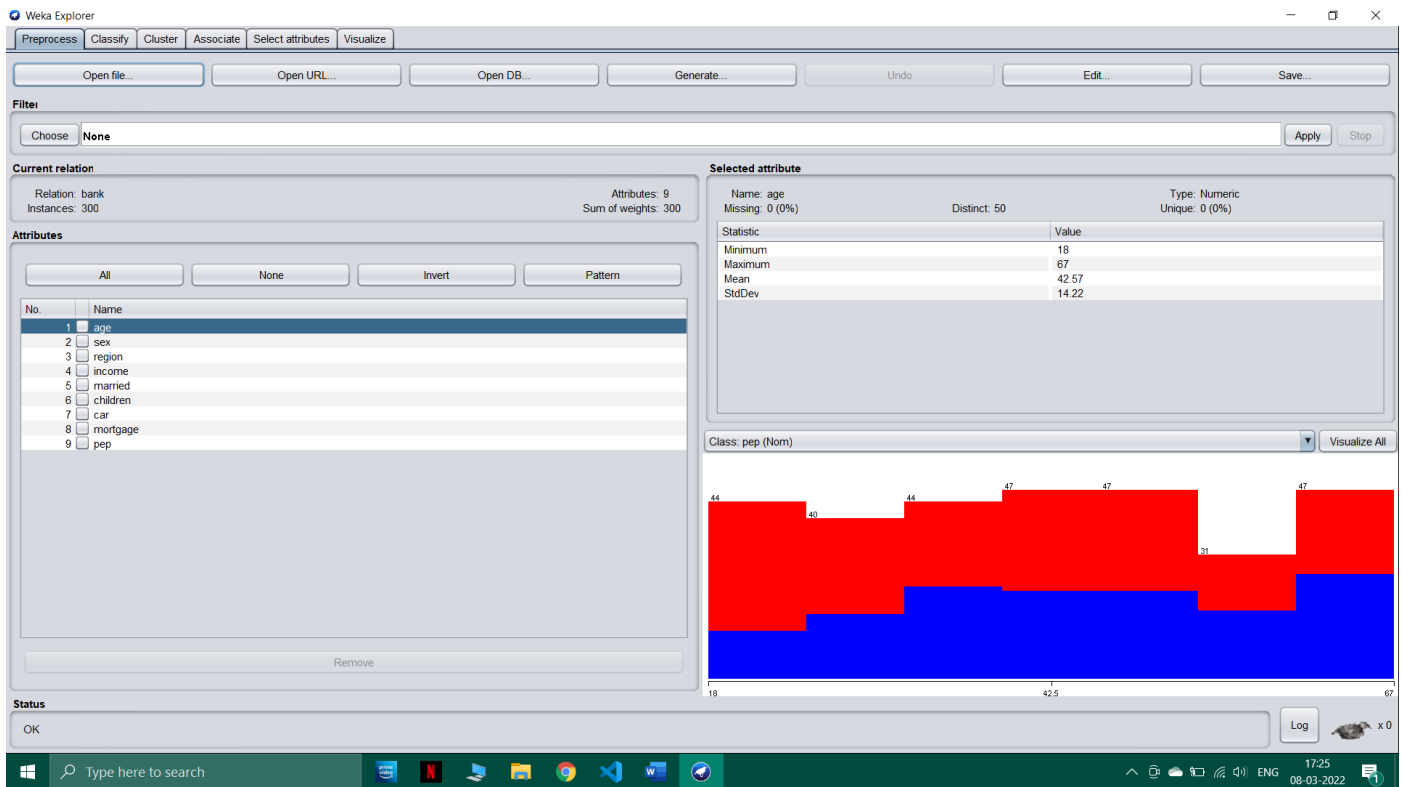 Weka Explorer
Preprocess Classify Cluster Associate Select attributes Visualize
Open file... Open URL... Open DB... Generate... Undo Edit... Save...
Filter
Choose None Apply Stop
Current relation
Relation: bank Attributes: 9
Instances: 300 Sum of weights: 300
Selected attribute
Name: age Type: Numeric
Missing: 0 (0%) Distinct: 50 Unique: 0 (0%)
Statistic Value
Minimum 18
Maximum 67
Mean 42.57
StdDev 14.22
Attributes
All None Invert Pattern
No. Name
1 age
2 sex
3 region
4 income
5 married
6 children
7 car
8 mortgage
9 pep
Remove
Class: pep (Nom) Visualize All
44 40 44 47 47 31 47
18 42.5 67
Status
OK
Log x 0
Type here to search
prime video
N
W
ENG
17:25
08-03-2022
1